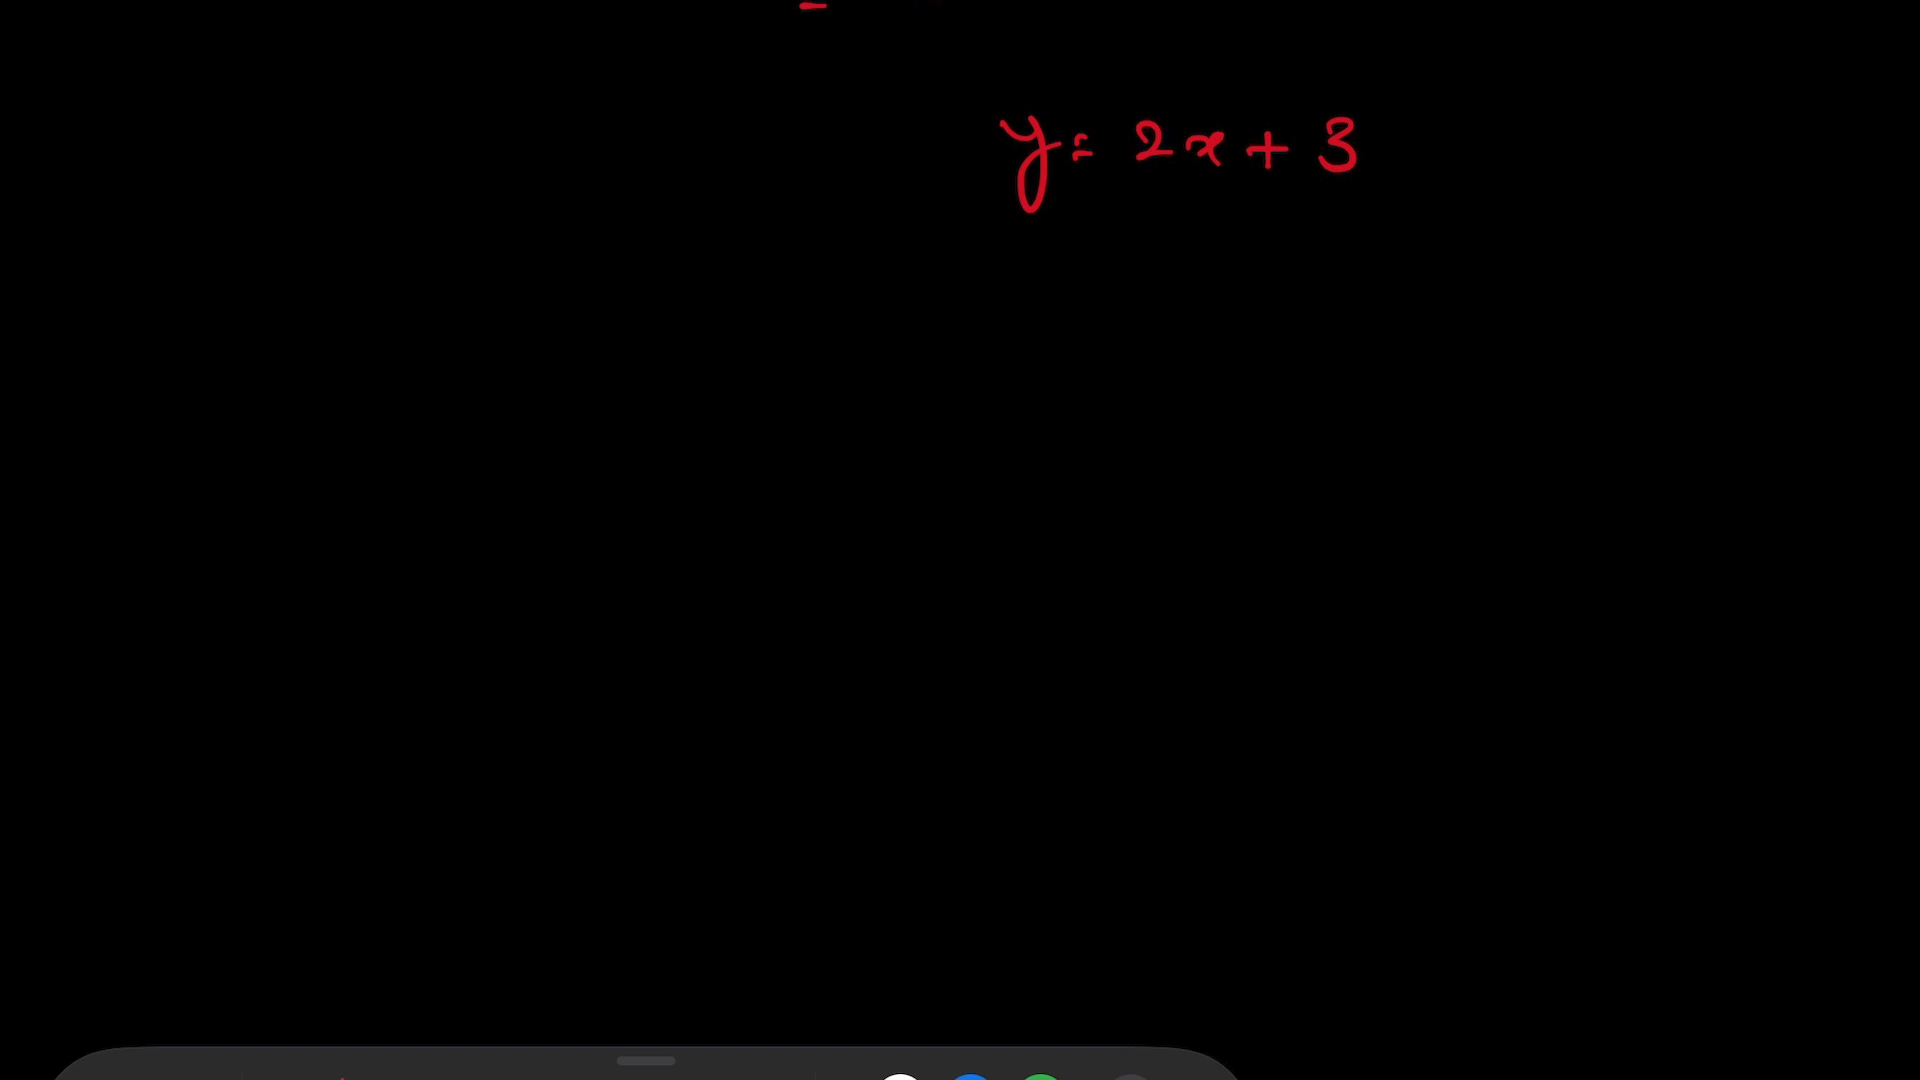 y = 2x + 3